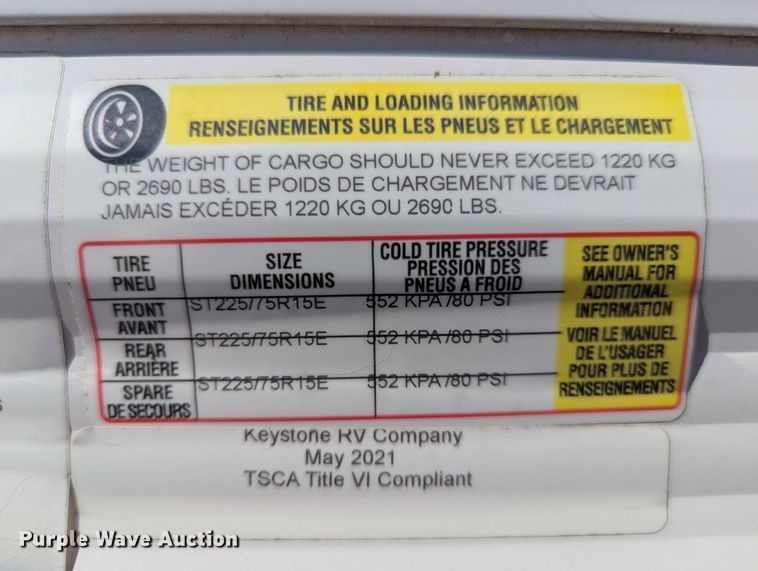 TIRE AND LOADING INFORMATION
RENSEIGNEMENTS SUR LES PNEUS ET LE CHARGEMENT
THE WEIGHT OF CARGO SHOULD NEVER EXCEED 1220 KG
OR 2690 LBS. LE POIDS DE CHARGEMENT NE DEVRAIT
JAMAIS EXCÉDER 1220 KG OU 2690 LBS.
TIRE
PNEU
SIZE
DIMENSIONS
COLD TIRE PRESSURE
PRESSION DES
PNEUS A FROID
SEE OWNER'S
MANUAL FOR
ADDITIONAL
INFORMATION
VOIR LE MANUEL
DE L'USAGER
POUR PLUS DE
RENSEIGNEMENTS
FRONT
AVANT
ST225/75R15E
552 KPA /80 PSI
REAR
ARRIÈRE
ST225/75R15E
552 KPA /80 PSI
SPARE
DE SECOURS
ST225/75R15E
552 KPA /80 PSI
Keystone RV Company
May 2021
TSCA Title VI Compliant
Purple Wave Auction